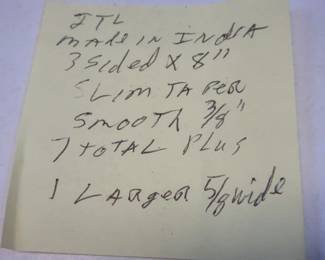 JTL
MADE IN INDIA
3 Sided X 8"
SLIM TAPER
Smooth 3/8"
7 TOTAL PLUS
1 LARGER 5/8 wide